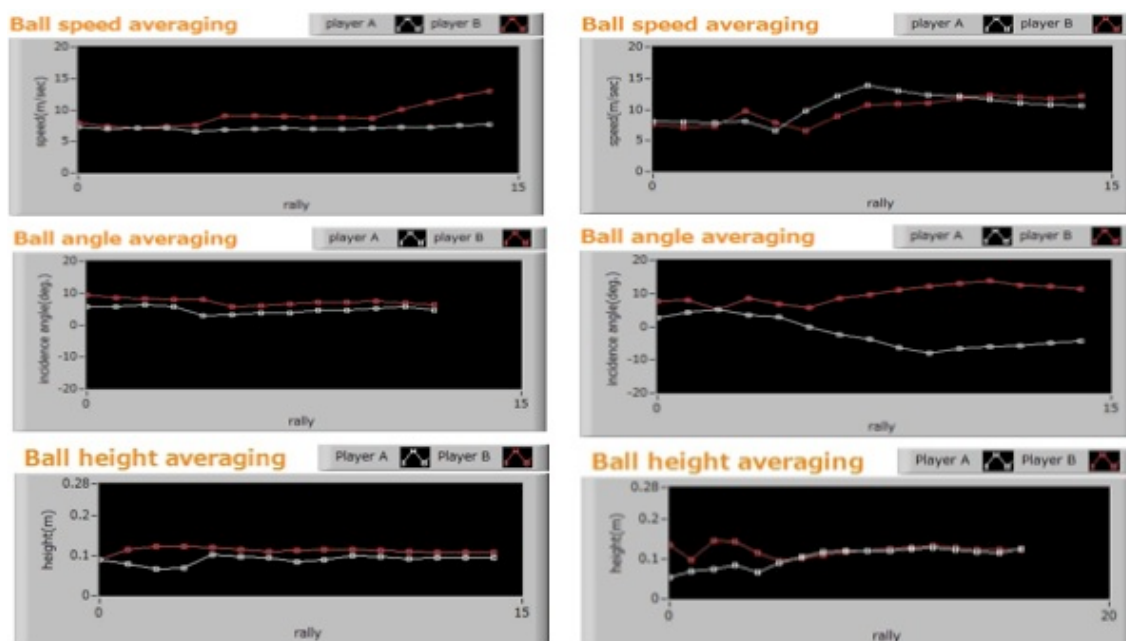 Ball speed averaging
player A player B
20
15
10
5
0
speed(m/sec)
0 15
rally
Ball speed averaging
player A player B
20
15
10
5
0
speed(m/sec)
0 15
rally
Ball angle averaging
player A player B
20
10
0
-10
-20
incidence angle(deg.)
0 15
rally
Ball angle averaging
player A player B
20
10
0
-10
-20
incidence angle(deg.)
0 15
rally
Ball height averaging
Player A Player B
0.28
0.2
0.1
0
height(m)
0 15
rally
Ball height averaging
Player A Player B
0.28
0.2
0.1
0
height(m)
0 20
rally